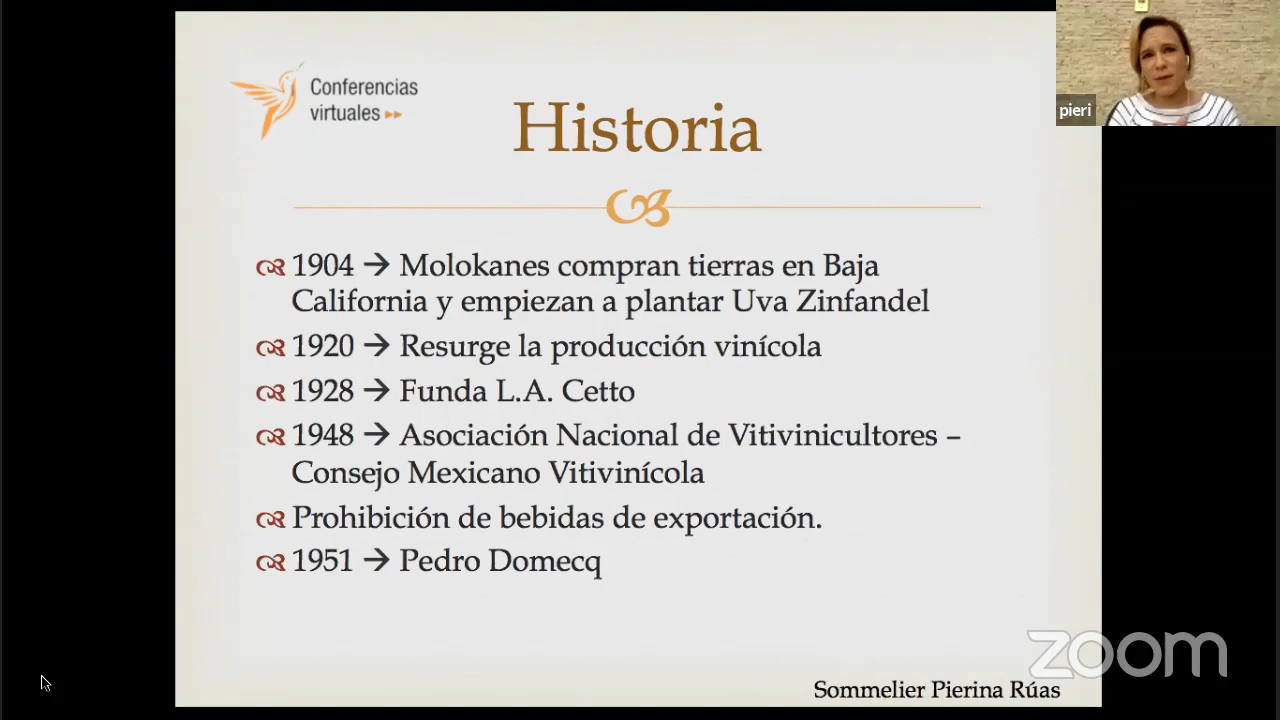 Conferencias
virtuales
Historia
pieri
1904 → Molokanes compran tierras en Baja
California y empiezan a plantar Uva Zinfandel
1920 → Resurge la producción vinícola
1928 → Funda L.A. Cetto
1948 → Asociación Nacional de Vitivinicultores –
Consejo Mexicano Vitivinícola
Prohibición de bebidas de exportación.
1951 → Pedro Domecq
zoom
Sommelier Pierina Rúas